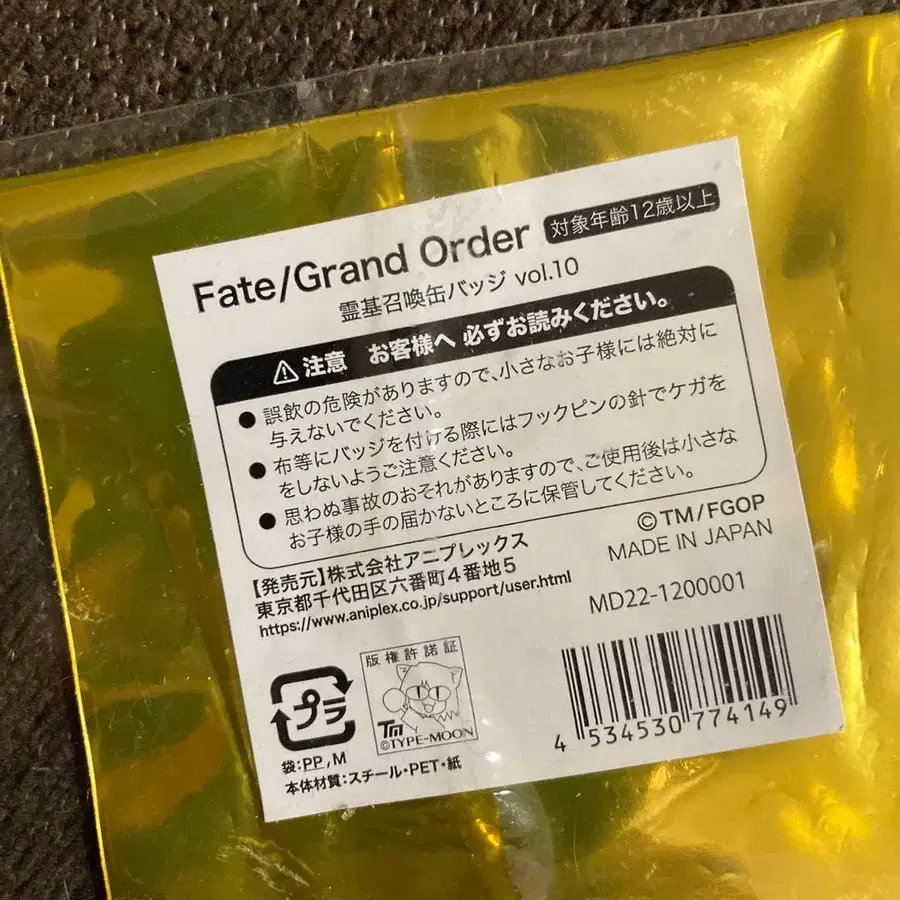 Fate/Grand Order 対象年齢12歳以上
霊基召喚缶バッジ vol.10
⚠注意 お客様へ 必ずお読みください。
● 誤飲の危険がありますので、小さなお子様には絶対に
与えないでください。
● 布等にバッジを付ける際にはフックピンの針でケガを
をしないようご注意ください。
● 思わぬ事故のおそれがありますので、ご使用後は小さな
お子様の手の届かないところに保管してください。
【発売元】株式会社アニプレックス
東京都千代田区六番町4番地5
https://www.aniplex.co.jp/support/user.html
©TM/FGOP
MADE IN JAPAN
MD22-1200001
プラ
袋:PP,M
本体材質:スチール・PET・紙
版権許諾証
TM
©TYPE-MOON
4 534530 774149